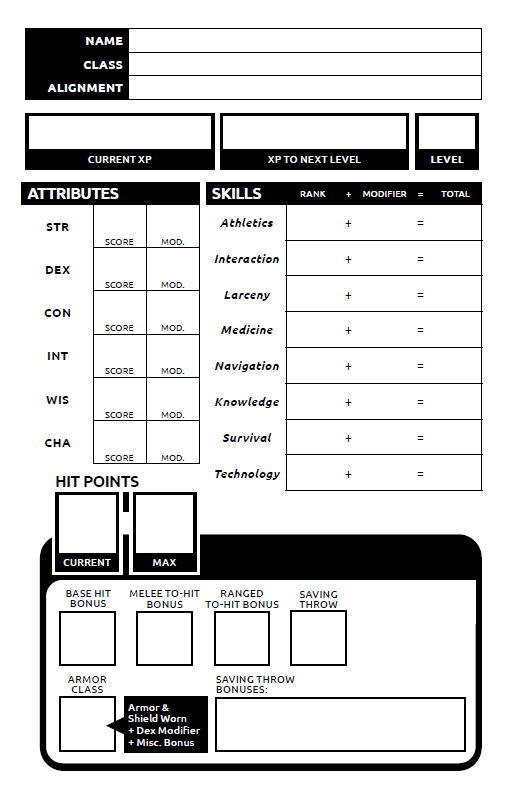 NAME
CLASS
ALIGNMENT
CURRENT XP XP TO NEXT LEVEL LEVEL
ATTRIBUTES
STR SCORE MOD.
DEX SCORE MOD.
CON SCORE MOD.
INT SCORE MOD.
WIS SCORE MOD.
CHA SCORE MOD.
SKILLS RANK + MODIFIER = TOTAL
Athletics + =
Interaction + =
Larceny + =
Medicine + =
Navigation + =
Knowledge + =
Survival + =
Technology + =
HIT POINTS
CURRENT MAX
BASE HIT
BONUS
MELEE TO-HIT
BONUS
RANGED
TO-HIT BONUS
SAVING
THROW
ARMOR
CLASS
Armor &
Shield Worn
+ Dex Modifier
+ Misc. Bonus
SAVING THROW
BONUSES: